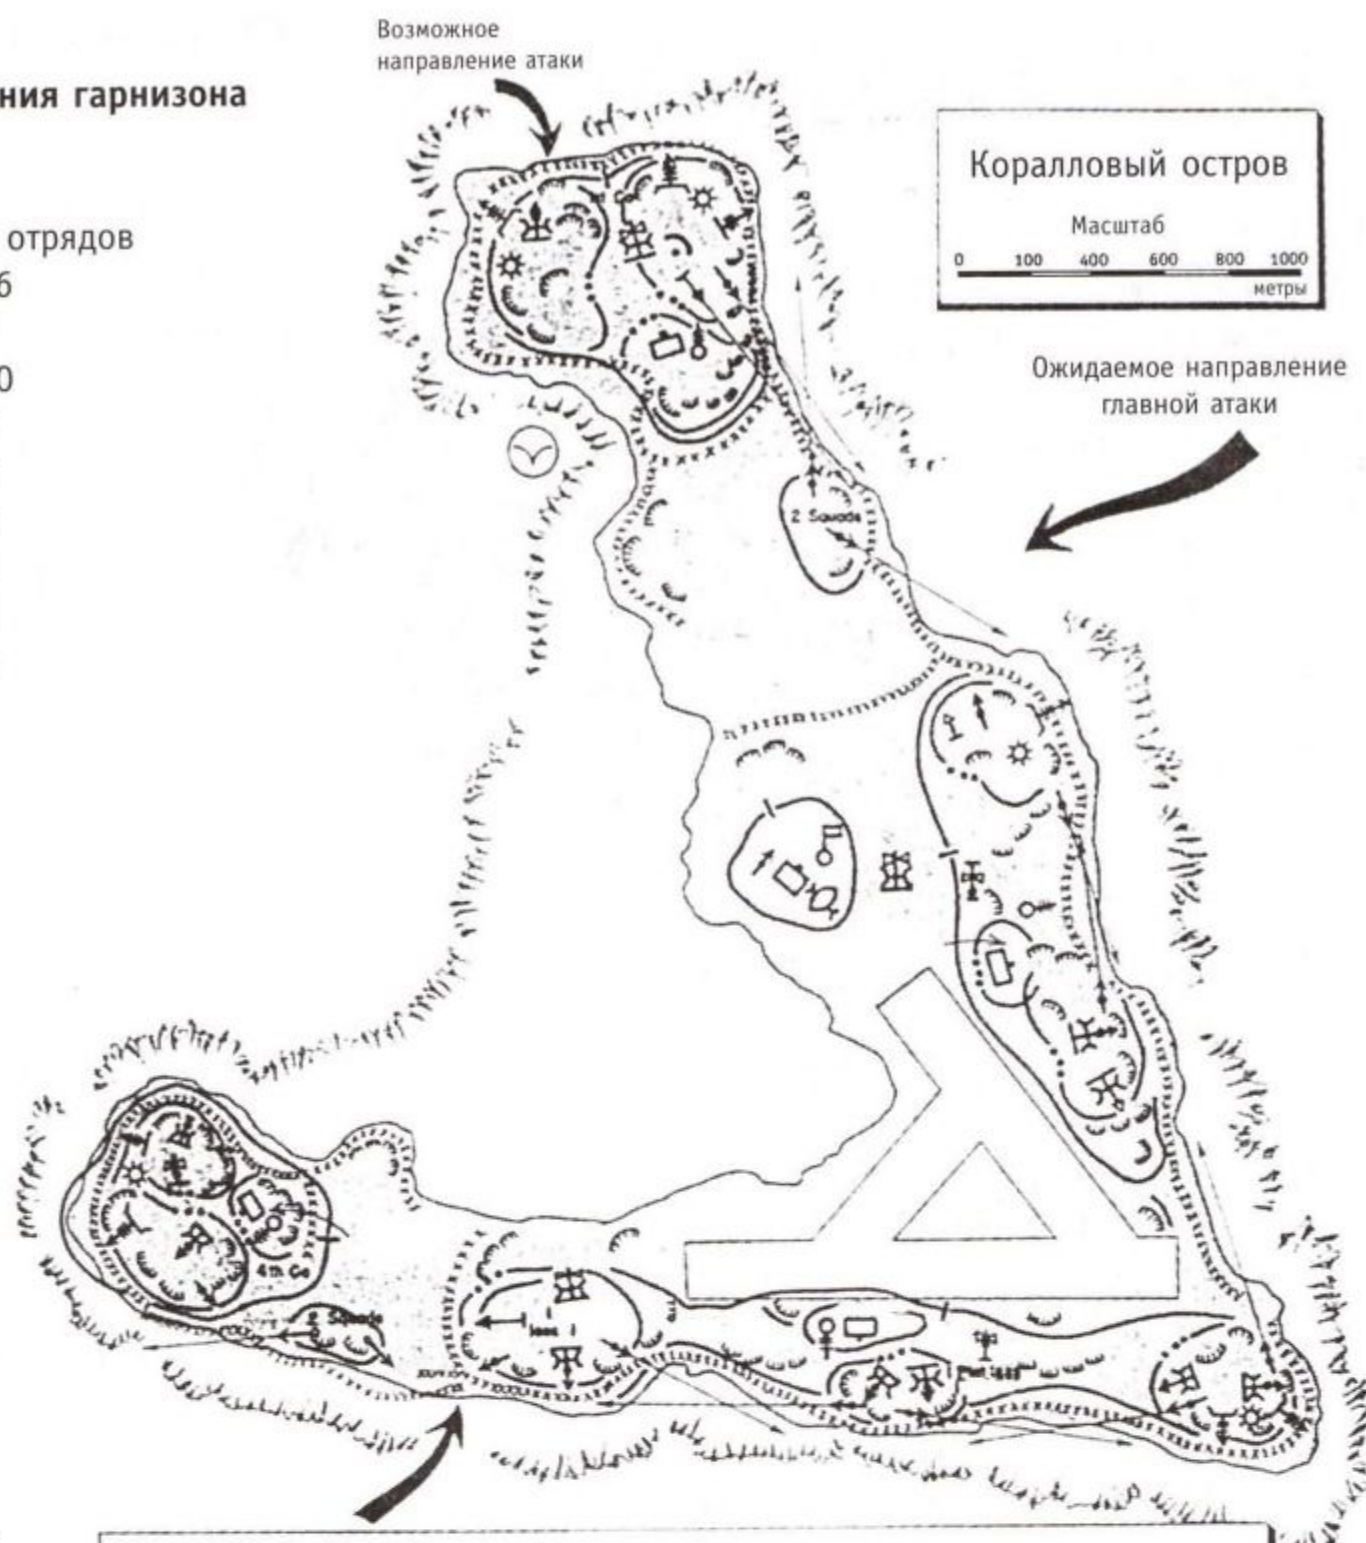 Возможное
направление атаки
ния гарнизона
отрядов
6
0
Коралловый остров
Масштаб
0 100 400 600 800 1000
метры
Ожидаемое направление
главной атаки
2 Squads
4th Co
Squads